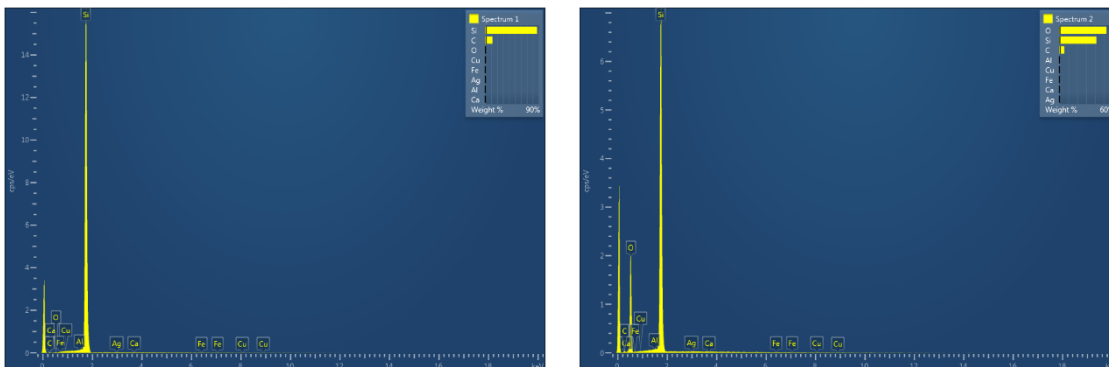 Si
Spectrum 1
Si
C
O
Cu
Fe
Ag
Al
Ca
Weight % 90%
14
12
10
8
6
4
2
0
cps/eV
O
Ca Cu
C Fe Al Ag Ca Fe Fe Cu Cu
0 2 4 6 8 10 12 14 16 18 keV
Si
Spectrum 2
O
Si
C
Al
Cu
Fe
Ca
Ag
Weight % 60%
6
5
4
3
2
1
0
cps/eV
O
Cu
C Fe
Ca Al Ag Ca Fe Fe Cu Cu
0 2 4 6 8 10 12 14 16 18